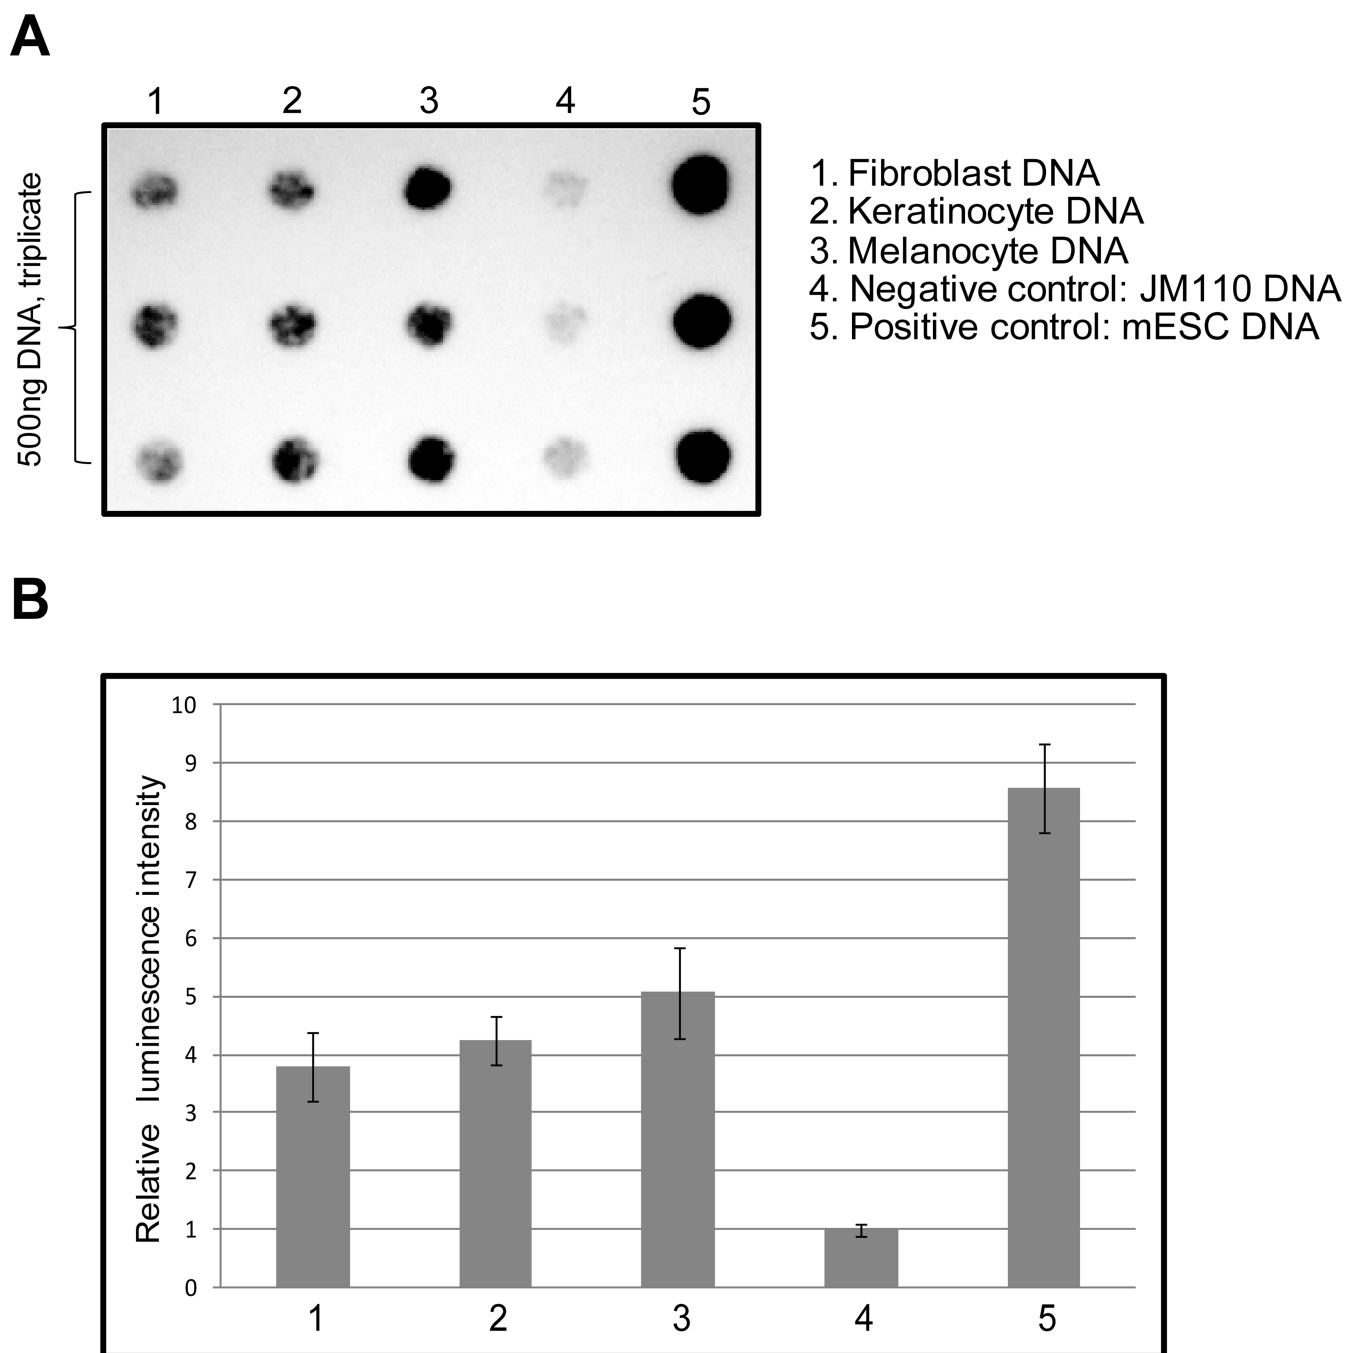 A
1 2 3 4 5
500ng DNA, triplicate
1. Fibroblast DNA
2. Keratinocyte DNA
3. Melanocyte DNA
4. Negative control: JM110 DNA
5. Positive control: mESC DNA
B
Relative luminescence intensity
10
9
8
7
6
5
4
3
2
1
0
1 2 3 4 5